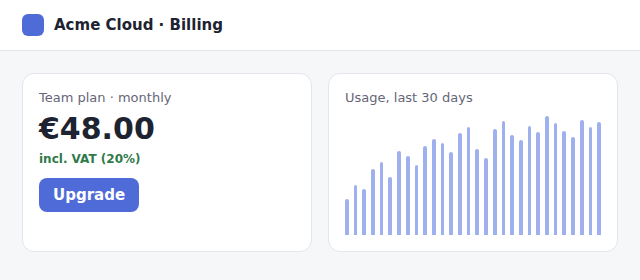 Acme Cloud · Billing
Team plan · monthly
€48.00
incl. VAT (20%)
Upgrade
Usage, last 30 days